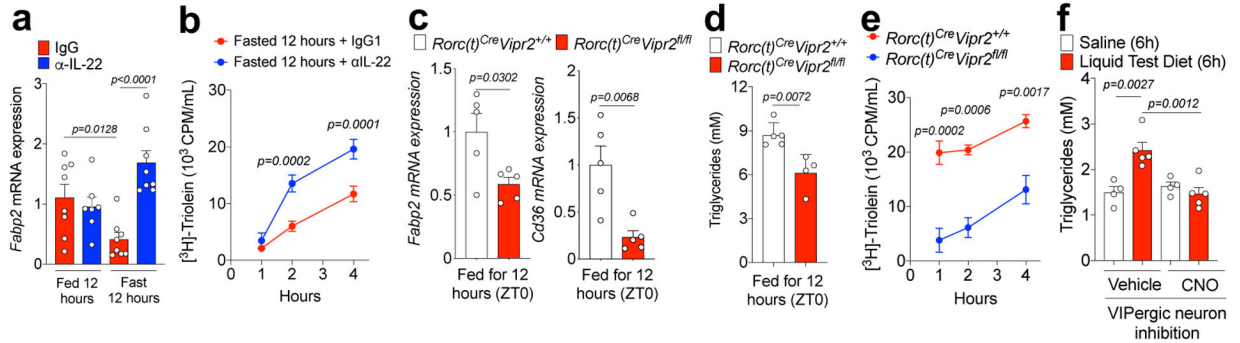 a
IgG
α-IL-22
p<0.0001
p=0.0128
Fabp2 mRNA expression
3
2
1
0
Fed 12 hours
Fast 12 hours
b
Fasted 12 hours + IgG1
Fasted 12 hours + αIL-22
[³H]-Triolein (10³ CPM/mL)
30
20
10
0
p=0.0002
p=0.0001
0 1 2 3 4
Hours
c
Rorc(t)CreVipr2+/+
Rorc(t)CreVipr2fl/fl
Fabp2 mRNA expression
1.5
1.0
0.5
0
p=0.0302
Fed for 12
hours (ZT0)
Cd36 mRNA expression
2
1.5
1
0.5
0
p=0.0068
Fed for 12
hours (ZT0)
d
Rorc(t)CreVipr2+/+
Rorc(t)CreVipr2fl/fl
Triglycerides (mM)
12
9
6
3
0
p=0.0072
Fed for 12
hours (ZT0)
e
Rorc(t)CreVipr2+/+
Rorc(t)CreVipr2fl/fl
[³H]-Triolein (10³ CPM/mL)
30
20
10
0
p=0.0017
p=0.0006
p=0.0002
0 1 2 3 4
Hours
f
Saline (6h)
Liquid Test Diet (6h)
p=0.0027
p=0.0012
Triglycerides (mM)
4
3
2
1
0
Vehicle
CNO
VIPergic neuron
inhibition